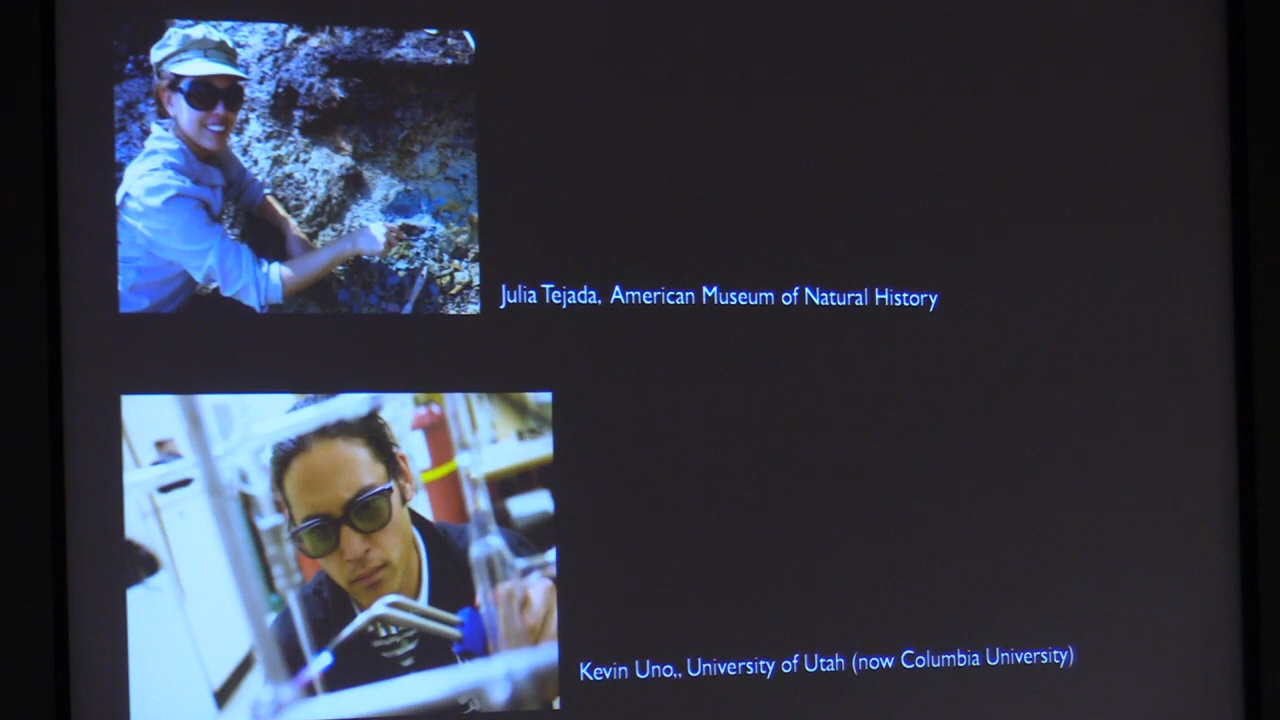 Julia Tejada, American Museum of Natural History
Kevin Uno,, University of Utah (now Columbia University)